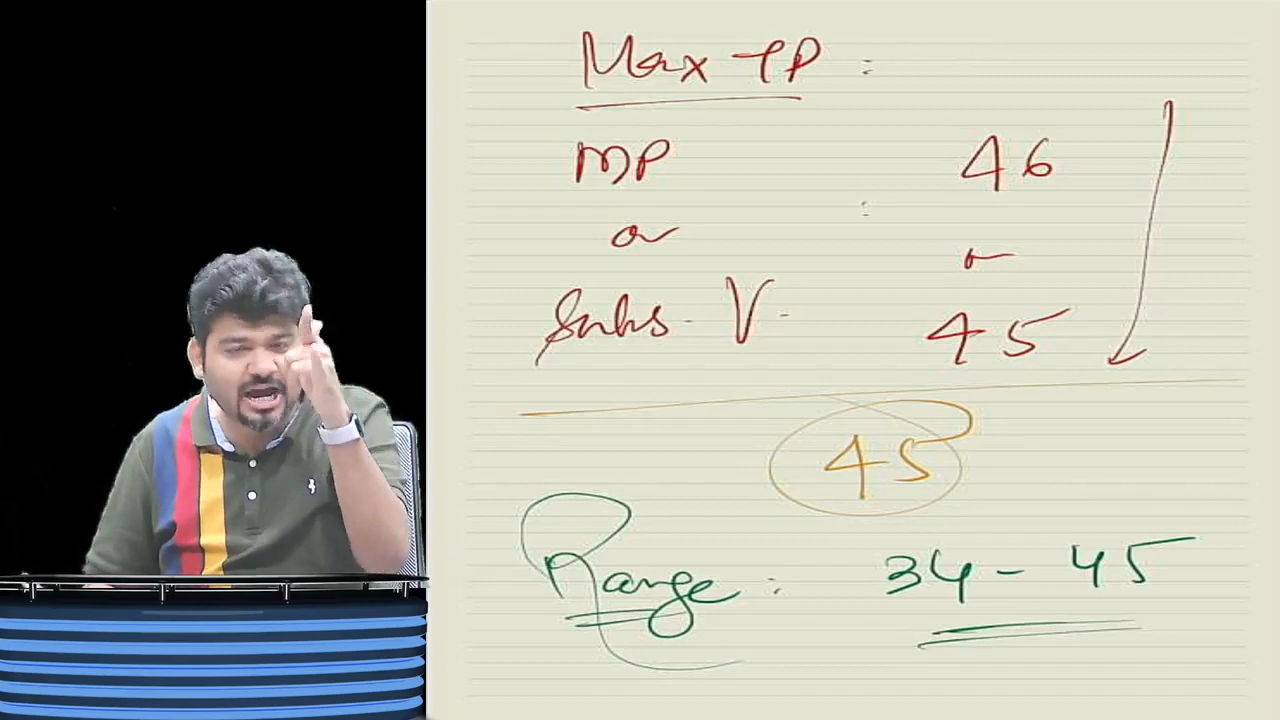 Max TP :
MP : 46
or or
Subs. V. 45
45
Range : 34 - 45